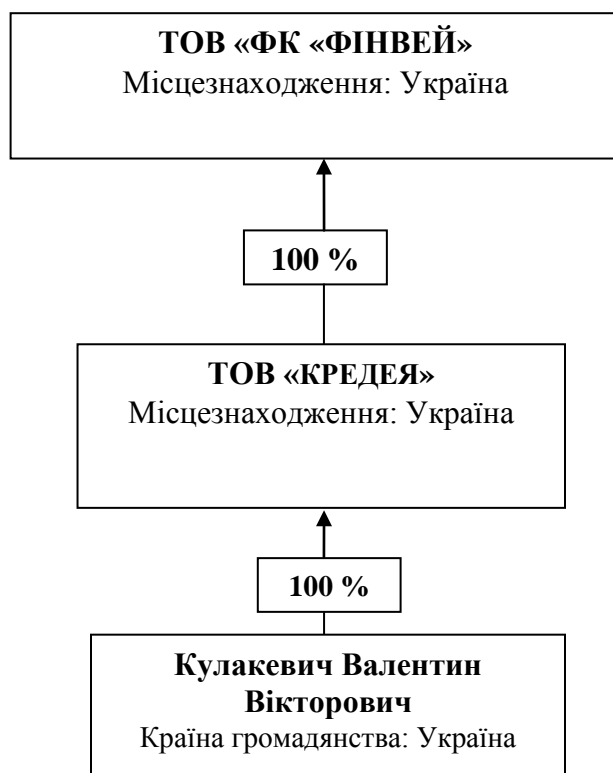 ТОВ «ФК «ФІНВЕЙ»
Місцезнаходження: Україна
100 %
ТОВ «КРЕДЕЯ»
Місцезнаходження: Україна
100 %
Кулакевич Валентин
Вікторович
Країна громадянства: Україна